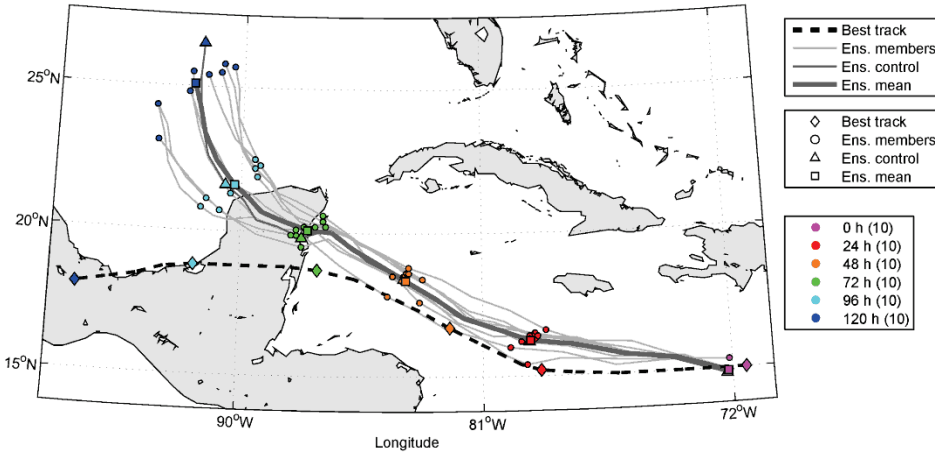 25°N
20°N
15°N
90°W
81°W
72°W
Longitude
Best track
Ens. members
Ens. control
Ens. mean
Best track
Ens. members
Ens. control
Ens. mean
0 h (10)
24 h (10)
48 h (10)
72 h (10)
96 h (10)
120 h (10)